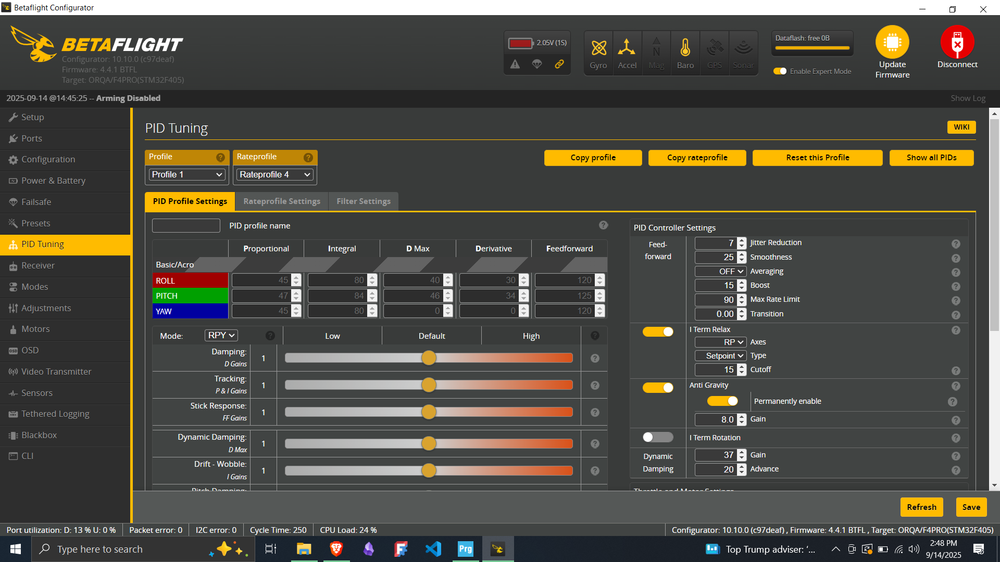 Betaflight Configurator
BETAFLIGHT
Configurator: 10.10.0 (c97deaf)
Firmware: 4.4.1 BTFL
Target: ORQA/F4PRO(STM32F405)
2.05V (1S)
Gyro
Accel
N
Mag
Baro
GPS
Sonar
Dataflash: free 0B
Enable Expert Mode
Update
Firmware
Disconnect
2025-09-14 @14:45:25 -- Arming Disabled
Show Log
Setup
Ports
Configuration
Power & Battery
Failsafe
Presets
PID Tuning
Receiver
Modes
Adjustments
Motors
OSD
Video Transmitter
Sensors
Tethered Logging
Blackbox
CLI
PID Tuning
WIKI
Profile
Rateprofile
Profile 1
Rateprofile 4
Copy profile
Copy rateprofile
Reset this Profile
Show all PIDs
PID Profile Settings
Rateprofile Settings
Filter Settings
PID profile name
Proportional Integral D Max Derivative Feedforward
Basic/Acro
ROLL 45 80 40 30 120
PITCH 47 84 46 34 125
YAW 45 80 0 0 120
Mode: RPY Low Default High
Damping:
D Gains
1
Tracking:
P & I Gains
1
Stick Response:
FF Gains
1
Dynamic Damping:
D Max
1
Drift - Wobble:
I Gains
1
Pitch Damping:
PID Controller Settings
Feed-
forward
7 Jitter Reduction
25 Smoothness
OFF Averaging
15 Boost
90 Max Rate Limit
0.00 Transition
I Term Relax
RP Axes
Setpoint Type
15 Cutoff
Anti Gravity
Permanently enable
8.0 Gain
I Term Rotation
Dynamic
Damping
37 Gain
20 Advance
Throttle and Motor Settings
Refresh
Save
Port utilization: D: 13 % U: 0 %
Packet error: 0
I2C error: 0
Cycle Time: 250
CPU Load: 24 %
Configurator: 10.10.0 (c97deaf) , Firmware: 4.4.1 BTFL , Target: ORQA/F4PRO(STM32F405)
Type here to search
Prg
Top Trump adviser: ‘...
2:48 PM
9/14/2025